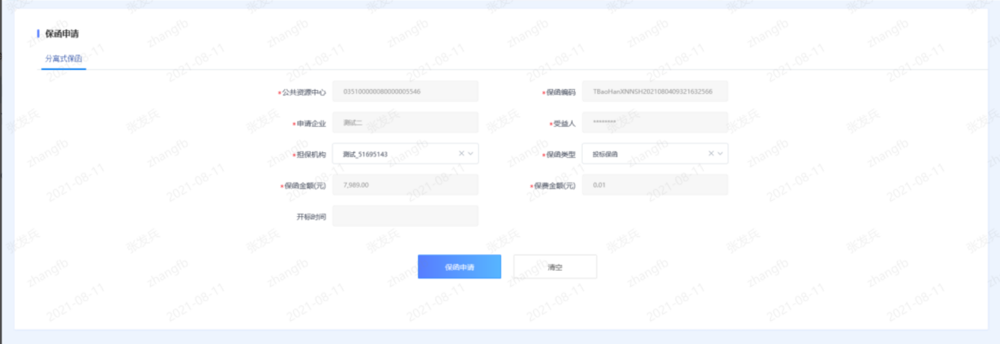 保函申请
分离式保函
*公共资源中心 035100000080000005546 *保函编码 TBaoHanXNNSH2021080409321632566
*申请企业 测试二 *受益人 ********
*担保机构 测试_51695143 *保函类型 投标保函
*保函金额(元) 7,989.00 *保费金额(元) 0.01
开标时间
保函申请 清空
张发兵
zhangfb
2021-08-11